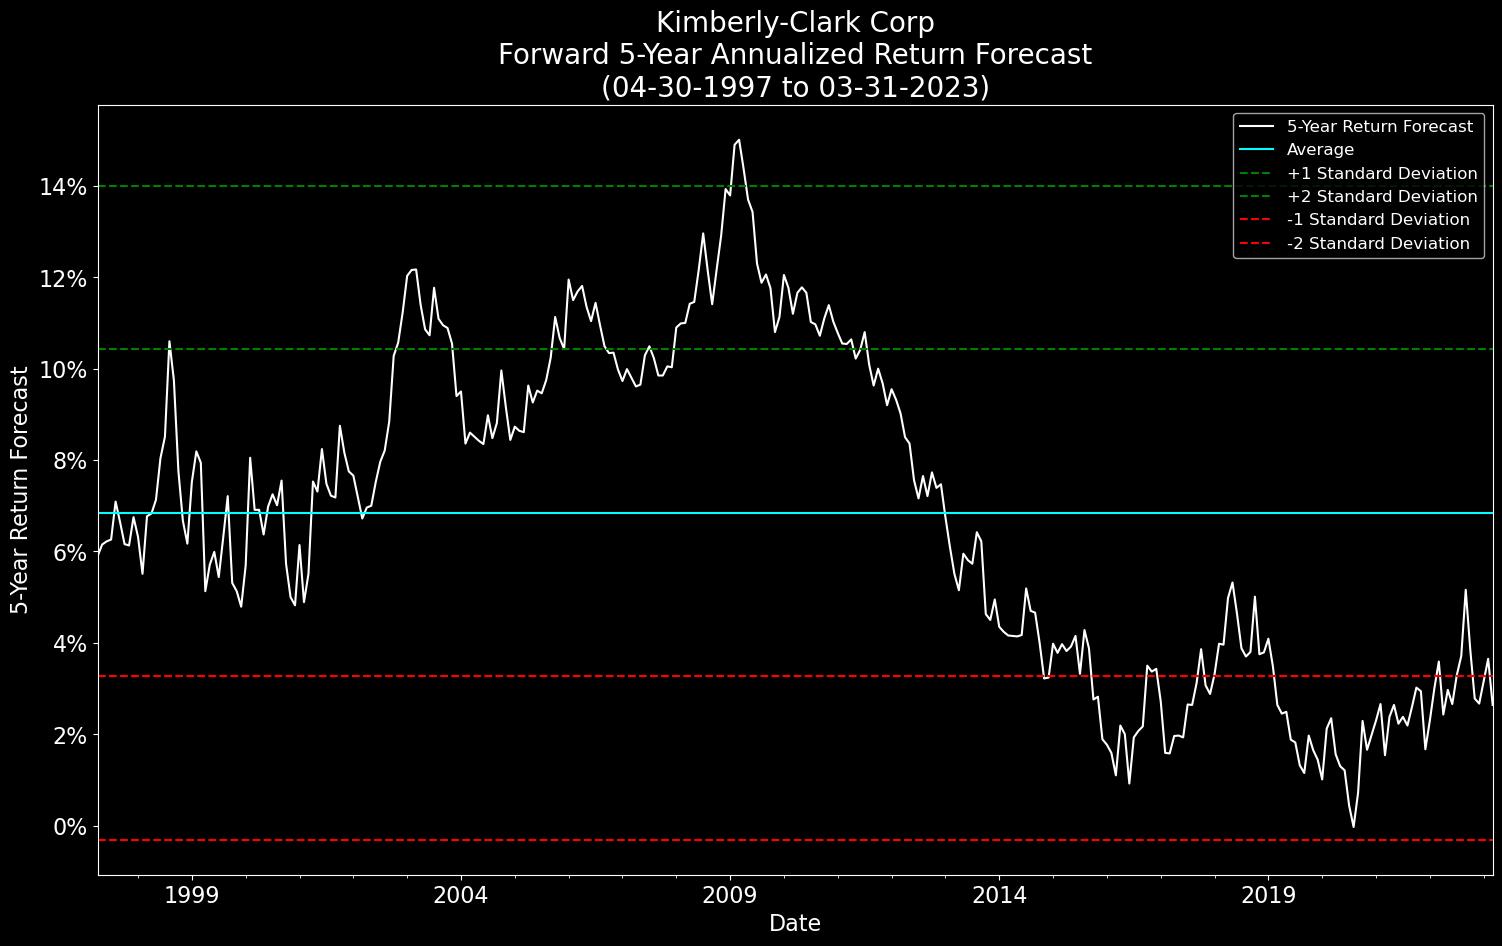 Kimberly-Clark Corp
Forward 5-Year Annualized Return Forecast
(04-30-1997 to 03-31-2023)
5-Year Return Forecast
Average
+1 Standard Deviation
+2 Standard Deviation
-1 Standard Deviation
-2 Standard Deviation
5-Year Return Forecast
14%
12%
10%
8%
6%
4%
2%
0%
1999
2004
2009
2014
2019
Date